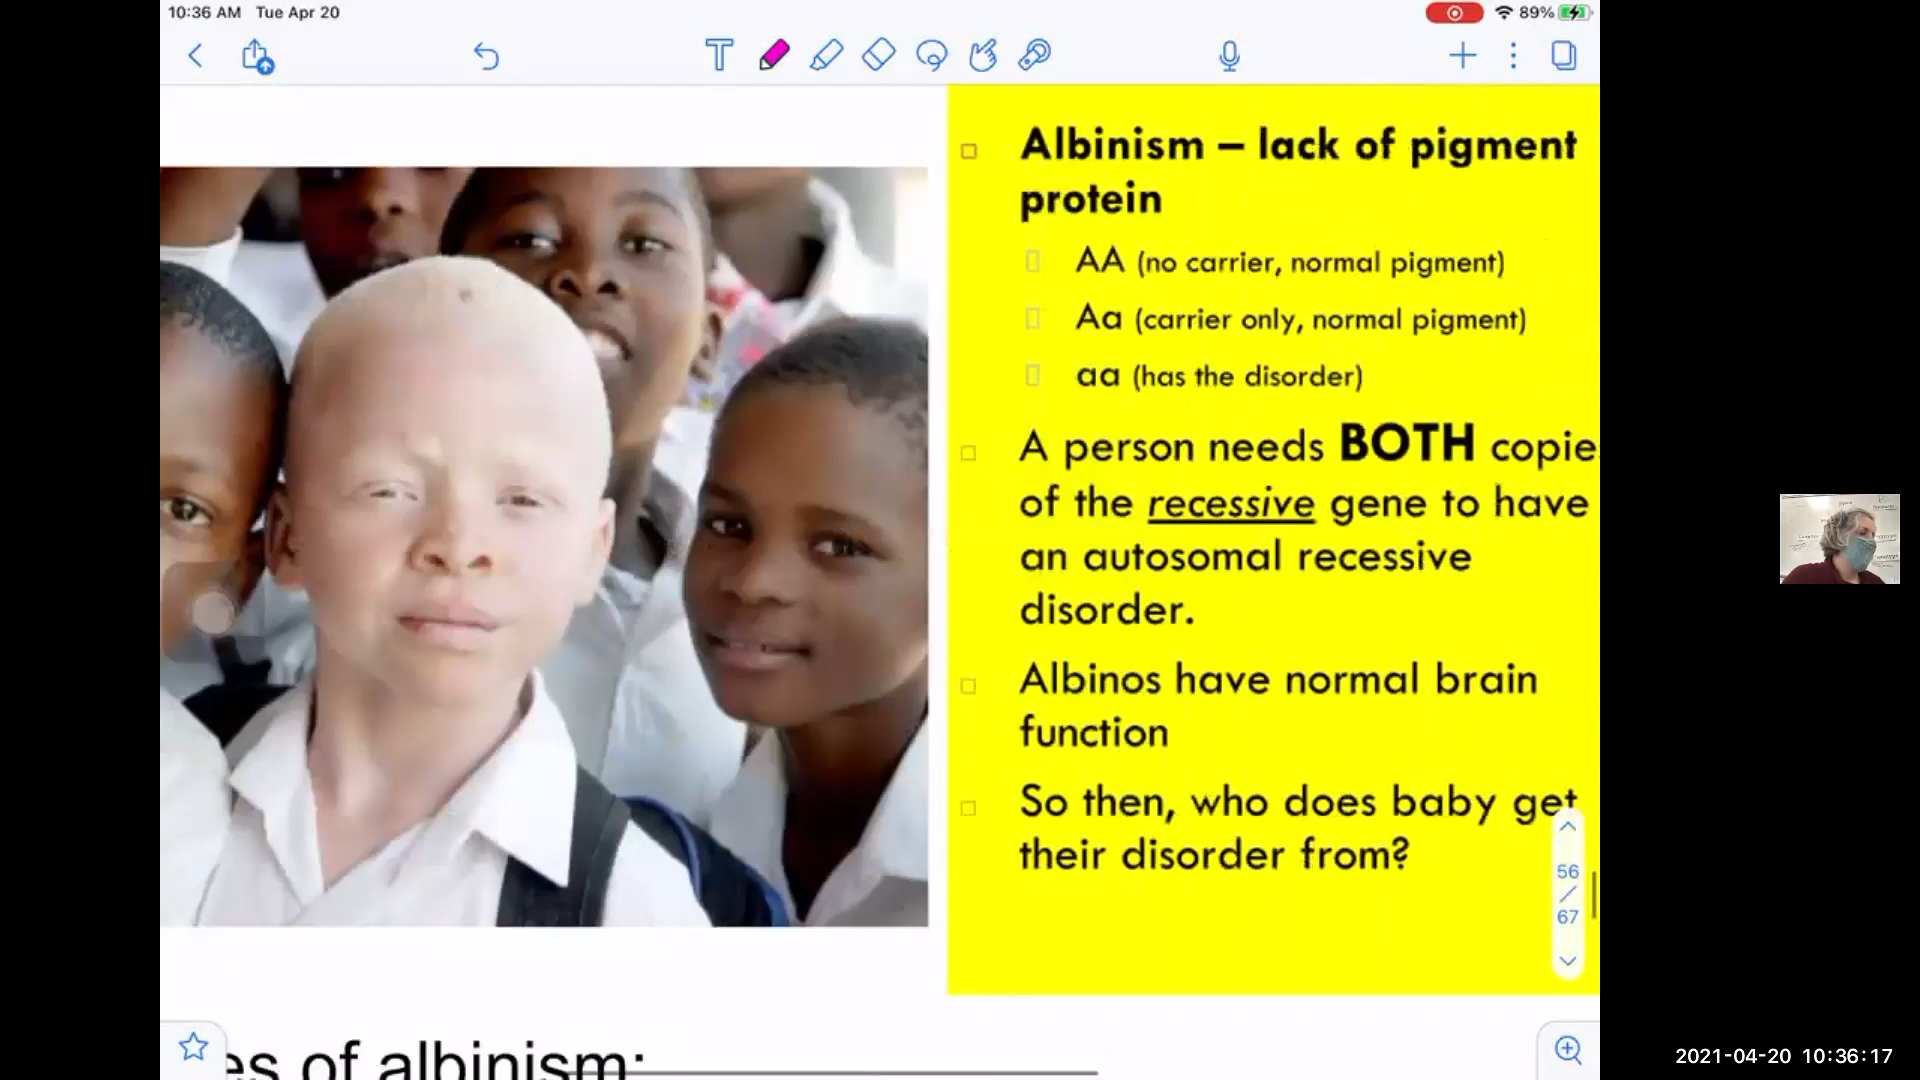 10:36 AM Tue Apr 20
89%
T
Albinism – lack of pigment
protein
AA (no carrier, normal pigment)
Aa (carrier only, normal pigment)
aa (has the disorder)
A person needs BOTH copie
of the recessive gene to have
an autosomal recessive
disorder.
Albinos have normal brain
function
So then, who does baby get
their disorder from?
56
/
67
es of albinism:
2021-04-20 10:36:17